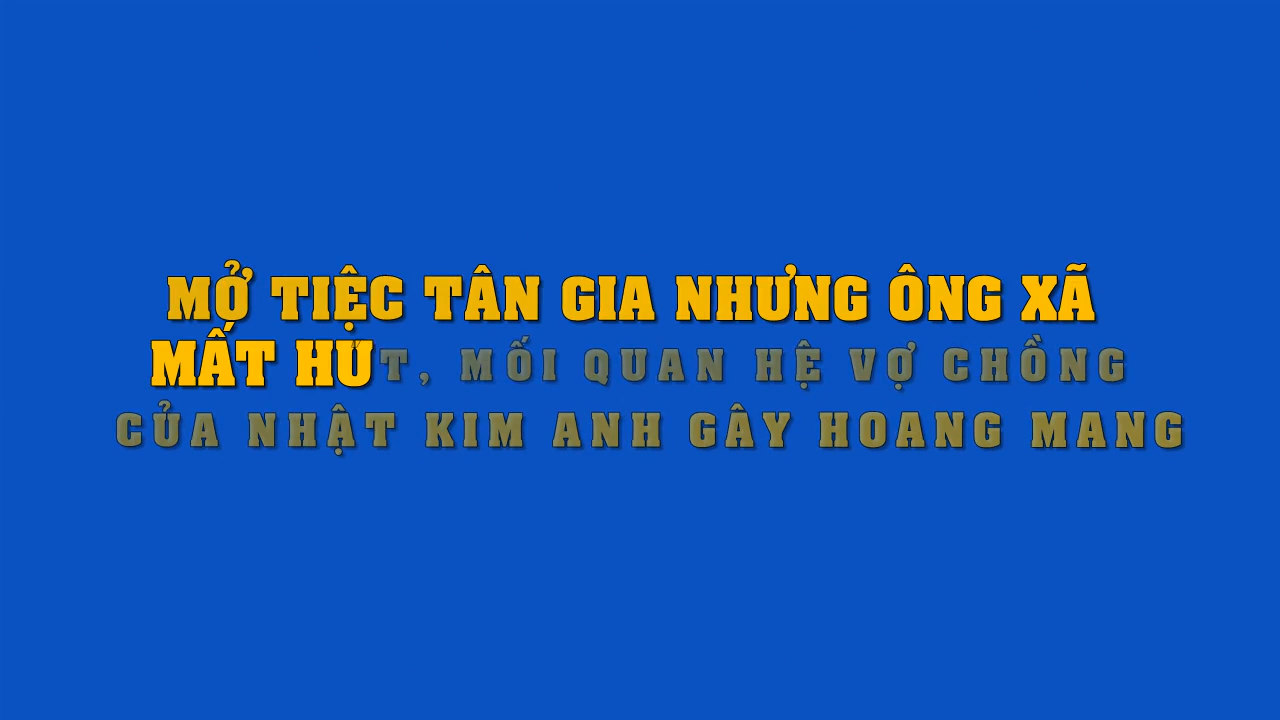 MỞ TIỆC TÂN GIA NHƯNG ÔNG XÃ
MẤT HÚT, MỐI QUAN HỆ VỢ CHỒNG
CỦA NHẬT KIM ANH GÂY HOANG MANG